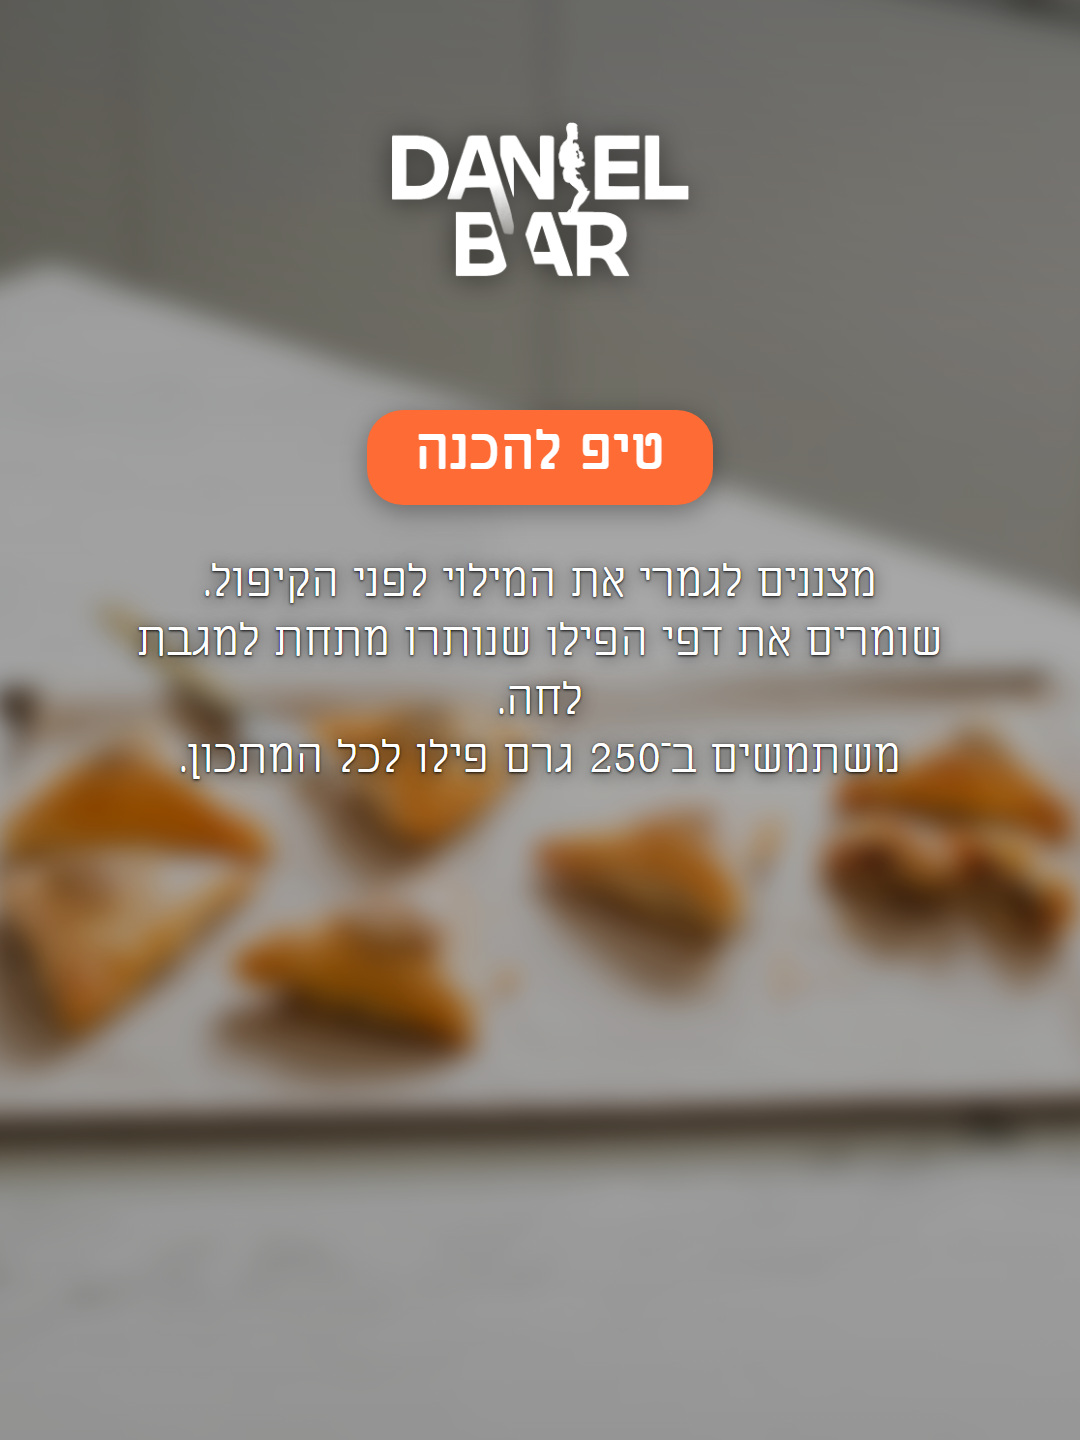 DANIEL
BAR
טיפ להכנה
מצננים לגמרי את המילוי לפני הקיפול.
שומרים את דפי הפילו שנותרו מתחת למגבת
לחה.
משתמשים ב־250 גרם פילו לכל המתכון.